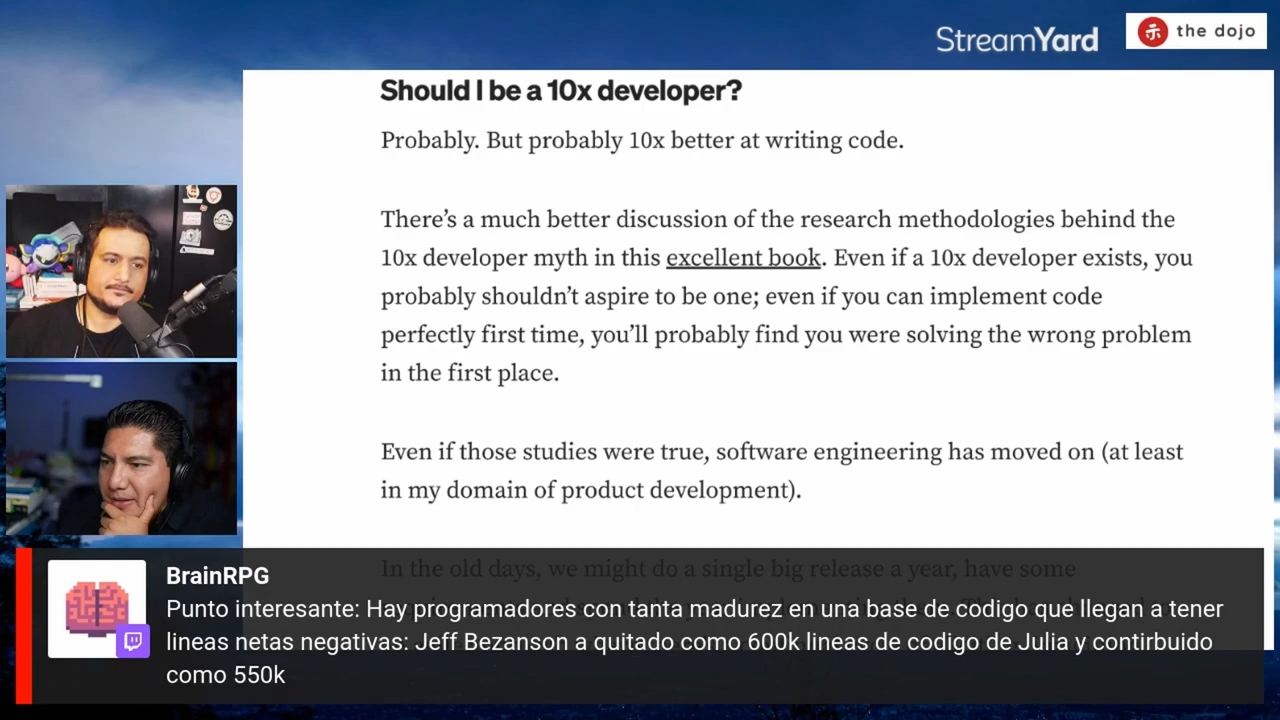 StreamYard
the dojo
Should I be a 10x developer?
Probably. But probably 10x better at writing code.
There's a much better discussion of the research methodologies behind the
10x developer myth in this excellent book. Even if a 10x developer exists, you
probably shouldn't aspire to be one; even if you can implement code
perfectly first time, you'll probably find you were solving the wrong problem
in the first place.
Even if those studies were true, software engineering has moved on (at least
in my domain of product development).
In the old days, we might do a single big release a year, have some
BrainRPG
Punto interesante: Hay programadores con tanta madurez en una base de codigo que llegan a tener
lineas netas negativas: Jeff Bezanson a quitado como 600k lineas de codigo de Julia y contirbuido
como 550k